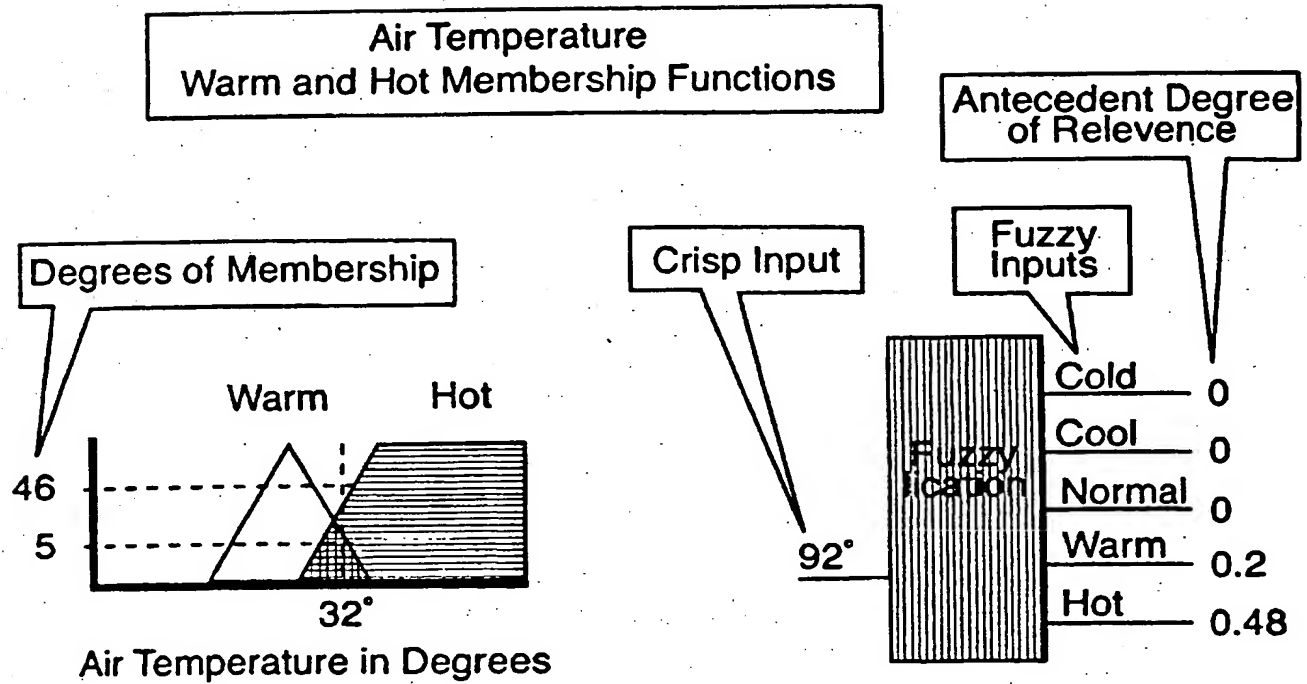 Air Temperature
Warm and Hot Membership Functions
Antecedent Degree
of Relevence
Degrees of Membership
Crisp Input
Fuzzy
Inputs
Warm
Hot
46
5
32°
Air Temperature in Degrees
92°
Fuzzy
lication
Cold
0
Cool
0
Normal
0
Warm
0.2
Hot
0.48